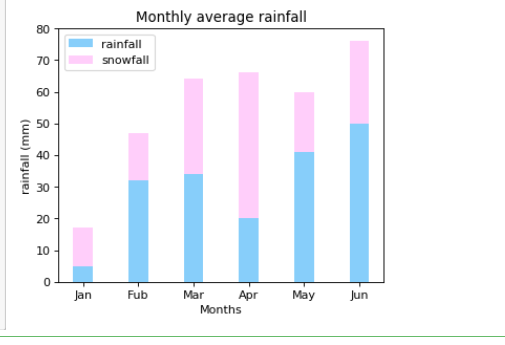 Monthly average rainfall
80
70
60
50
40
30
20
10
0
rainfall (mm)
rainfall
snowfall
Jan Fub Mar Apr May Jun
Months